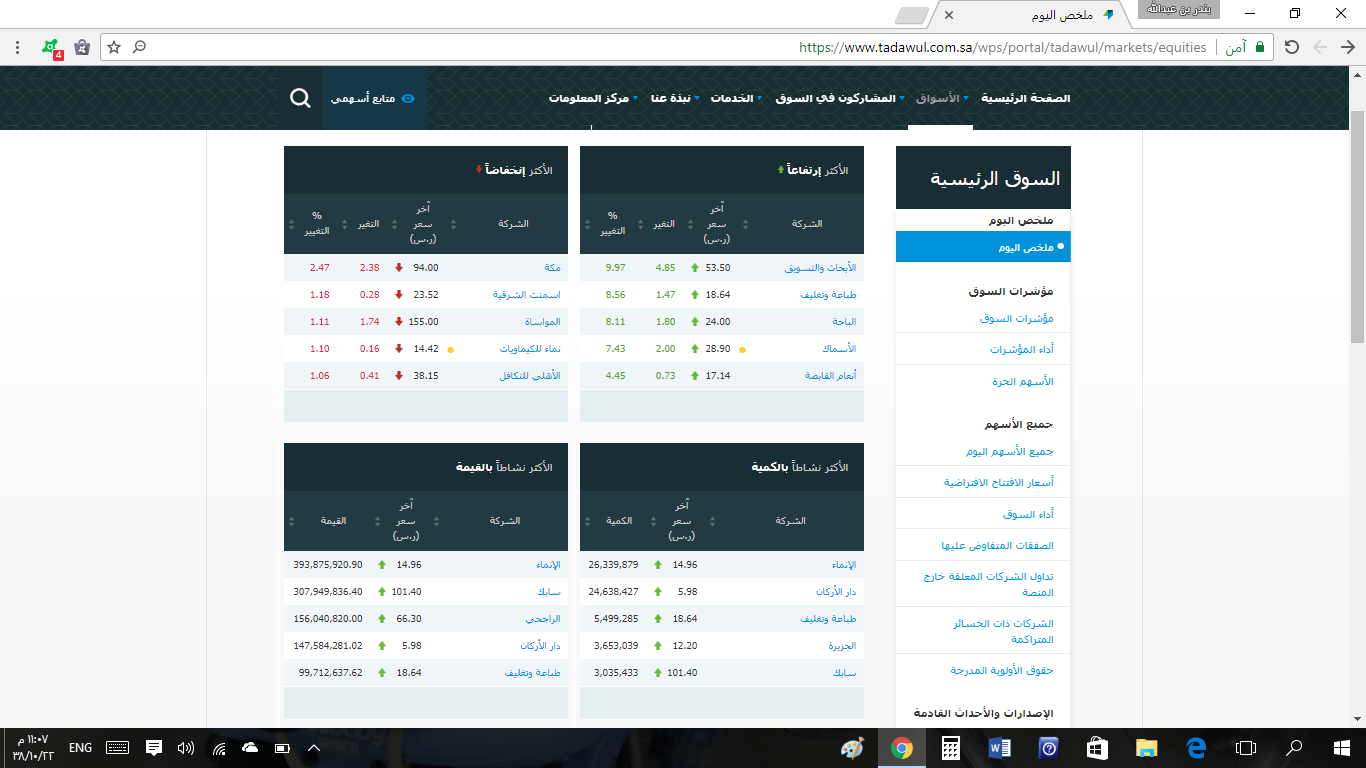 ملخص اليوم
بندر بن عبدالله
https://www.tadawul.com.sa/wps/portal/tadawul/markets/equities
آمن
4
الصفحة الرئيسية
الأسواق
المشاركون في السوق
الخدمات
نبذة عنا
مركز المعلومات
متابع أسهمي
السوق الرئيسية
ملخص اليوم
ملخص اليوم
مؤشرات السوق
مؤشرات السوق
أداء المؤشرات
الأسهم الحرة
جميع الأسهم
جميع الأسهم اليوم
أسعار الافتتاح الافتراضية
أداء السوق
الصفقات المتفاوض عليها
تداول الشركات المعلقة خارج
المنصة
الشركات ذات الخسائر
المتراكمة
حقوق الأولوية المدرجة
الإصدارات والأحداث القادمة
الأكثر إرتفاعاً
الشركة آخر سعر (ر.س) التغير % التغيير
الأبحاث والتسويق 53.50 4.85 9.97
طباعة وتغليف 18.64 1.47 8.56
الباحة 24.00 1.80 8.11
الأسماك 28.90 2.00 7.43
أنعام القابضة 17.14 0.73 4.45
الأكثر إنخفاضاً
الشركة آخر سعر (ر.س) التغير % التغيير
مكة 94.00 2.38 2.47
اسمنت الشرقية 23.52 0.28 1.18
المواساة 155.00 1.74 1.11
نماء للكيماويات 14.42 0.16 1.10
الأهلي للتكافل 38.15 0.41 1.06
الأكثر نشاطاً بالكمية
الشركة آخر سعر (ر.س) الكمية
الإنماء 14.96 26,339,879
دار الأركان 5.98 24,638,427
طباعة وتغليف 18.64 5,499,285
الجزيرة 12.20 3,653,039
سابك 101.40 3,035,433
الأكثر نشاطاً بالقيمة
الشركة آخر سعر (ر.س) القيمة
الإنماء 14.96 393,875,920.90
سابك 101.40 307,949,836.40
الراجحي 66.30 156,040,820.00
دار الأركان 5.98 147,584,281.02
طباعة وتغليف 18.64 99,712,637.62
ENG
١١:٠٧ م
٣٨/١٠/٢٢